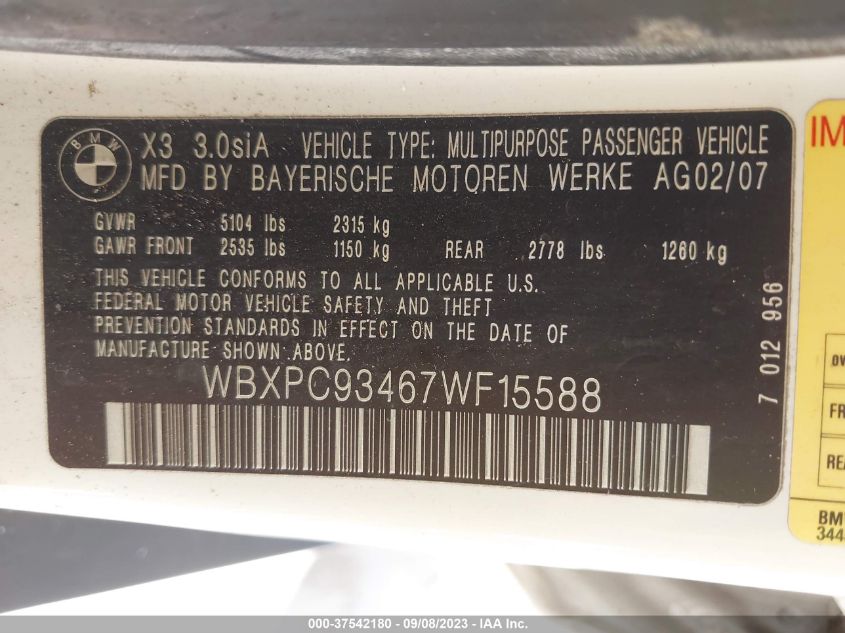 BMW
X3 3.0siA VEHICLE TYPE: MULTIPURPOSE PASSENGER VEHICLE
MFD BY BAYERISCHE MOTOREN WERKE AG02/07
GVWR 5104 lbs 2315 kg
GAWR FRONT 2535 lbs 1150 kg REAR 2778 lbs 1260 kg
THIS VEHICLE CONFORMS TO ALL APPLICABLE U.S.
FEDERAL MOTOR VEHICLE SAFETY AND THEFT
PREVENTION STANDARDS IN EFFECT ON THE DATE OF
MANUFACTURE SHOWN ABOVE.
WBXPC93467WF15588
7 012 956
IM
FR
REA
BM
344
000-37542180 - 09/08/2023 - IAA Inc.